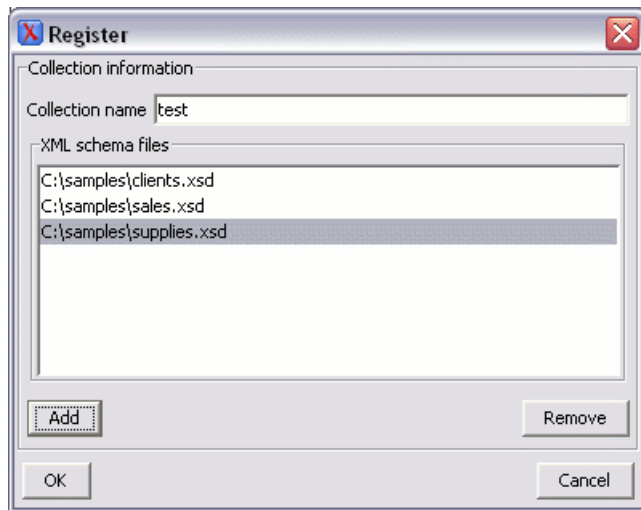 Register
Collection information
Collection name test
XML schema files
C:\samples\clients.xsd
C:\samples\sales.xsd
C:\samples\supplies.xsd
Add Remove
OK Cancel